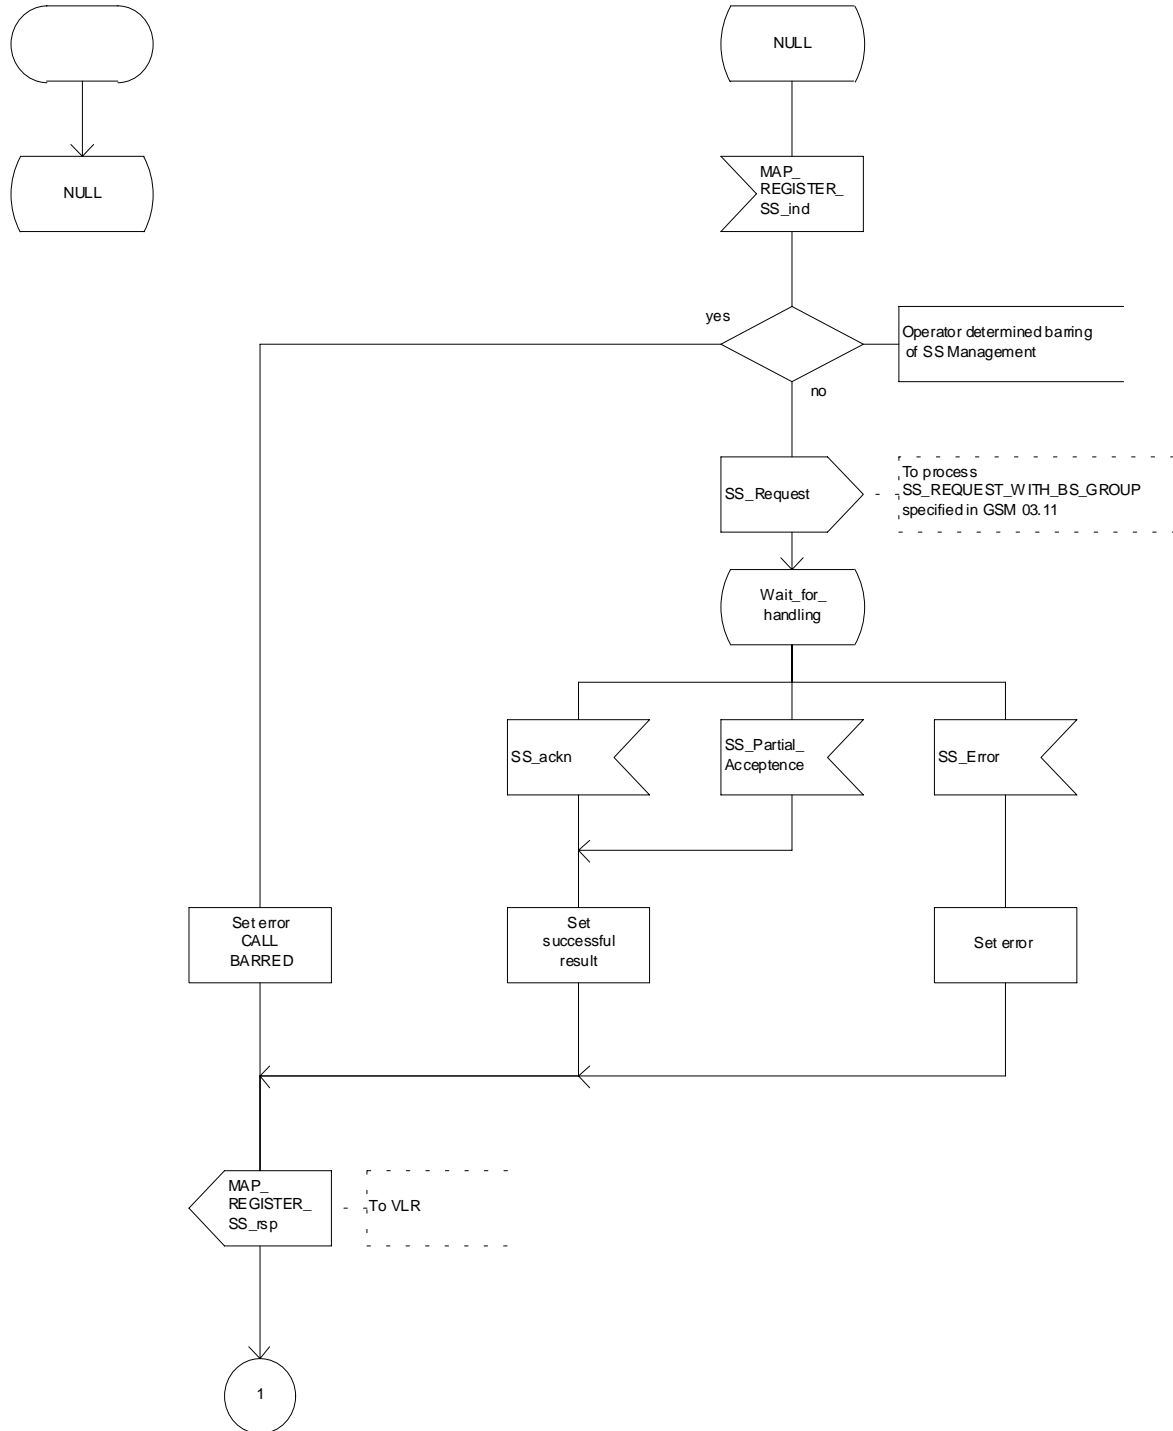 NULL
NULL
MAP_
REGISTER_
SS_ind
yes
Operator determined barring
of SS Management
no
SS_Request
To process
SS_REQUEST_WITH_BS_GROUP
specified in GSM 03.11
Wait_for_
handling
SS_ackn
SS_Partial_
Acceptence
SS_Error
Set error
CALL
BARRED
Set
successful
result
Set error
MAP_
REGISTER_
SS_rsp
To VLR
1